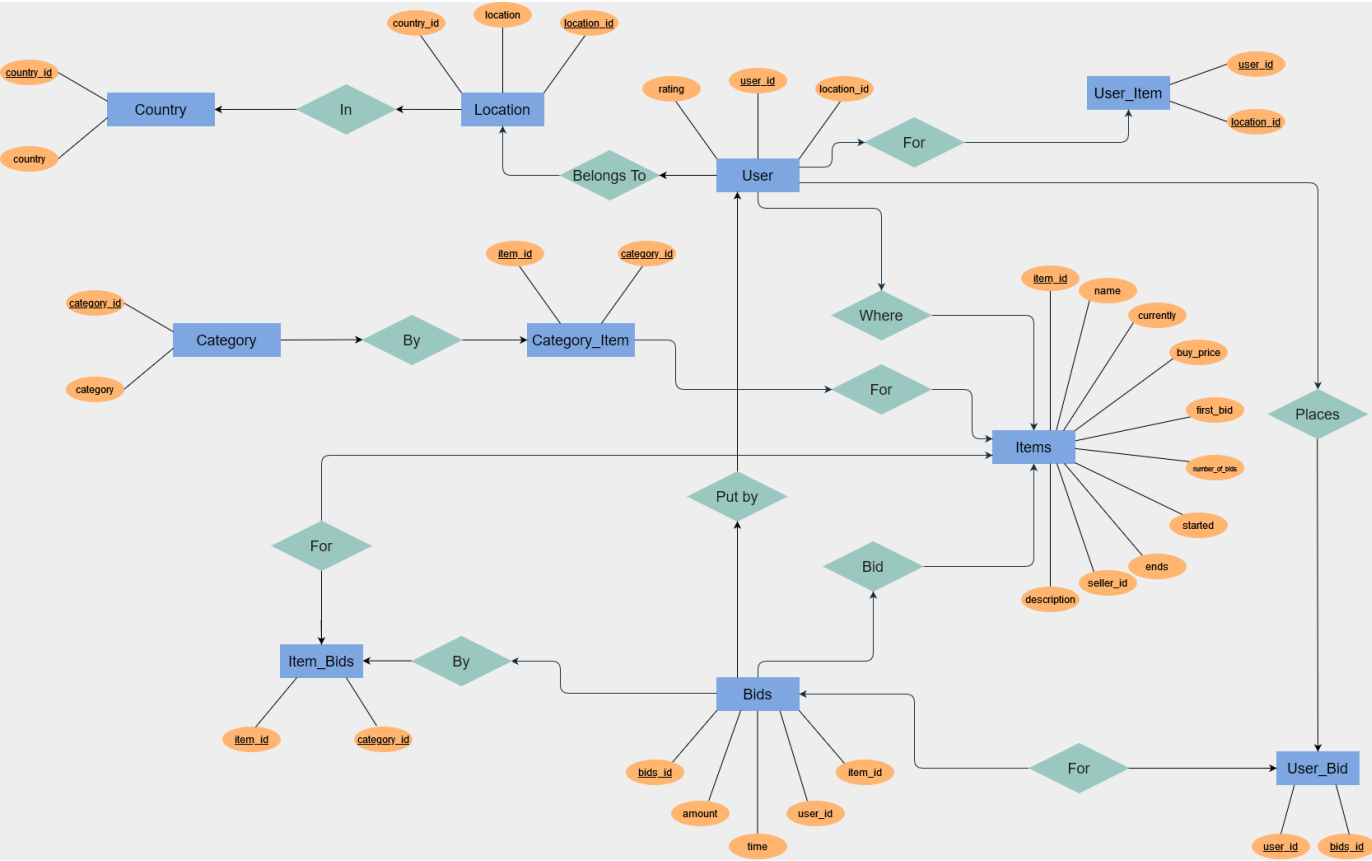 location
country_id
location_id
country_id
user_id
user_id
rating
location_id
User_Item
Country
In
Location
location_id
For
country
Belongs To
User
item_id
category_id
item_id
name
category_id
Where
currently
Category
By
Category_Item
buy_price
category
For
first_bid
Places
Items
number_of_bids
Put by
started
For
Bid
ends
seller_id
description
Item_Bids
By
Bids
item_id
category_id
bids_id
item_id
For
User_Bid
amount
user_id
time
user_id
bids_id